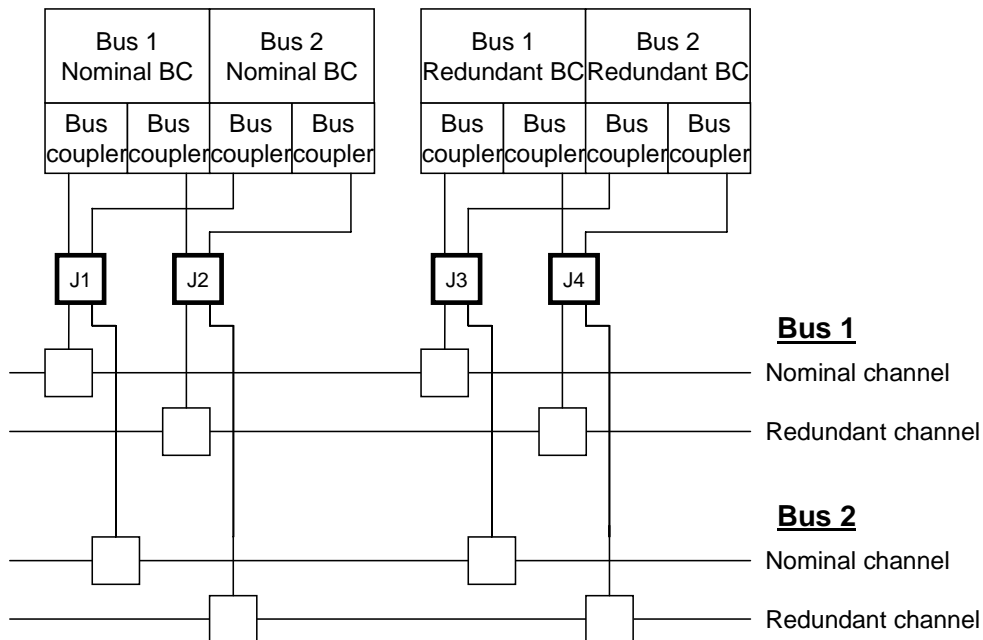 Bus 1
Nominal BC
Bus 2
Nominal BC
Bus 1
Redundant BC
Bus 2
Redundant BC
Bus
coupler
Bus
coupler
Bus
coupler
Bus
coupler
Bus
coupler
Bus
coupler
Bus
coupler
Bus
coupler
J1
J2
J3
J4
Bus 1
Nominal channel
Redundant channel
Bus 2
Nominal channel
Redundant channel